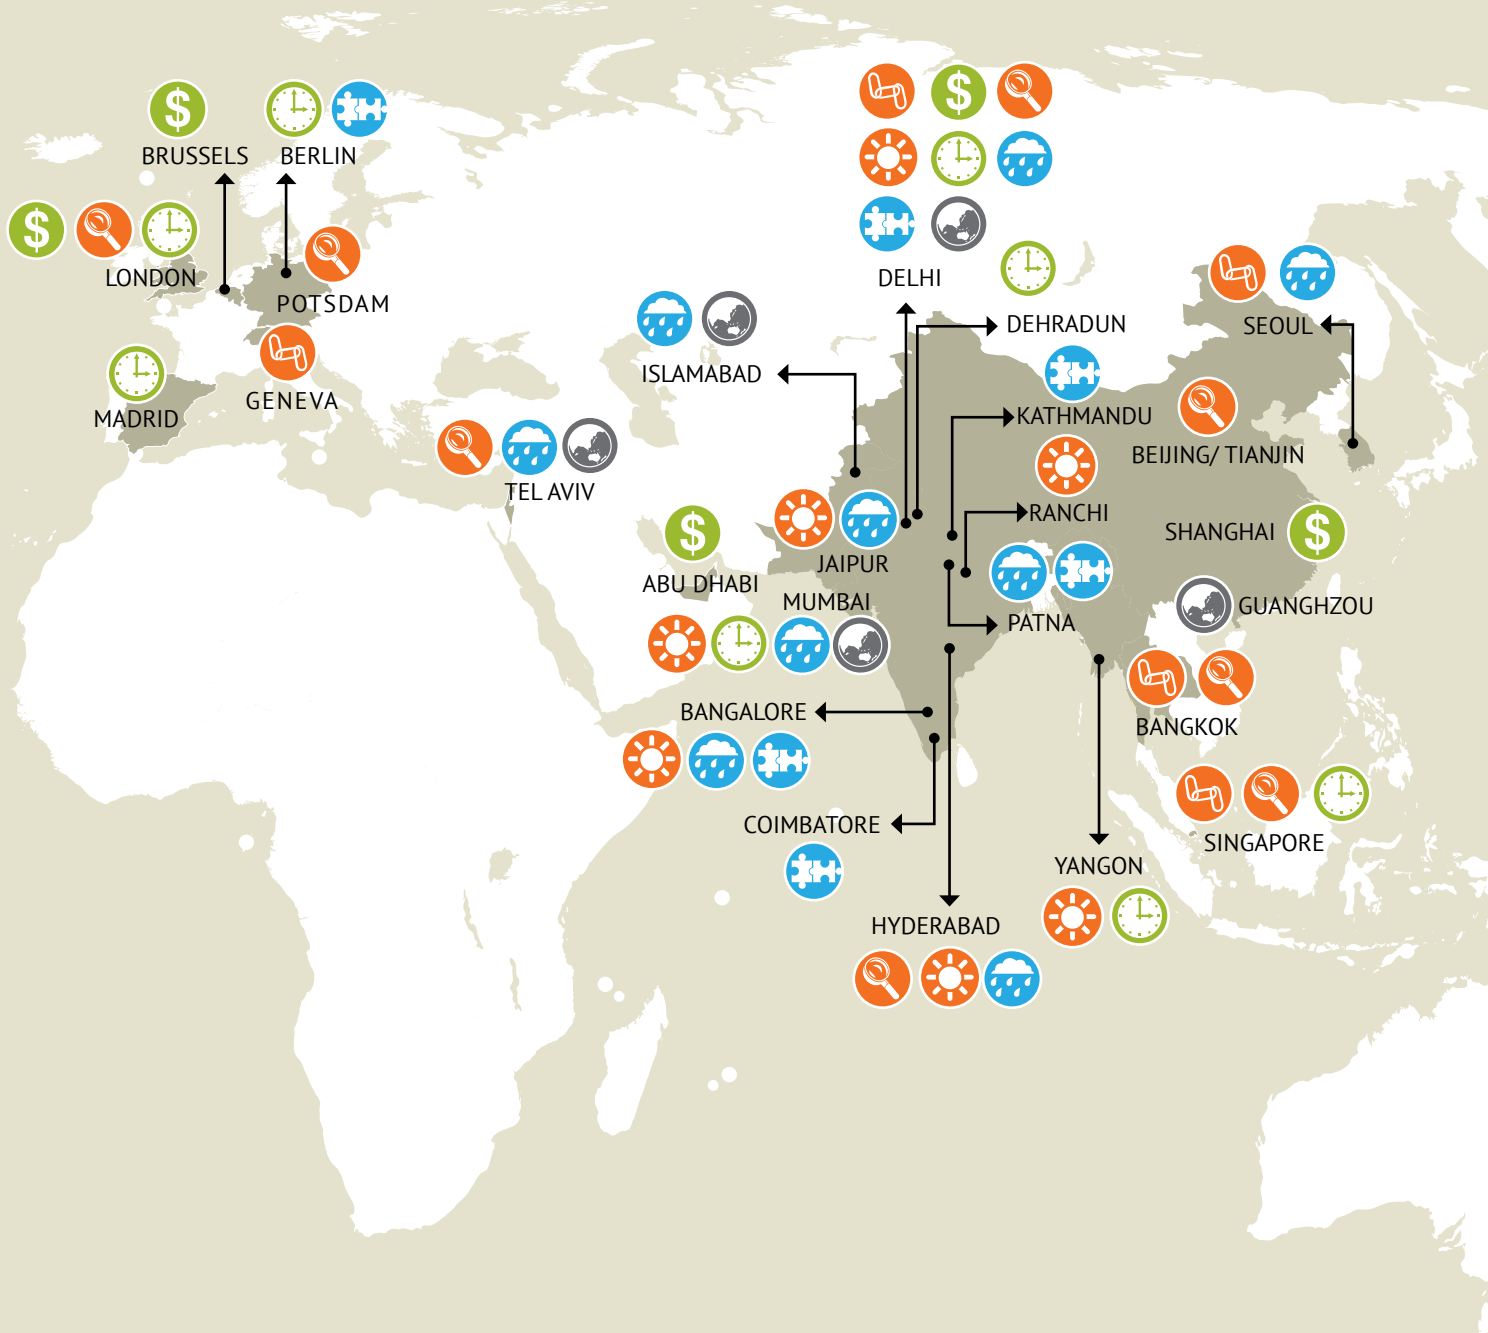 BRUSSELS
BERLIN
LONDON
POTSDAM
DELHI
GENEVA
MADRID
ISLAMABAD
DEHRADUN
SEOUL
KATHMANDU
BEIJING/ TIANJIN
TEL AVIV
RANCHI
SHANGHAI
JAIPUR
ABU DHABI
MUMBAI
GUANGHZOU
PATNA
BANGALORE
BANGKOK
COIMBATORE
SINGAPORE
YANGON
HYDERABAD